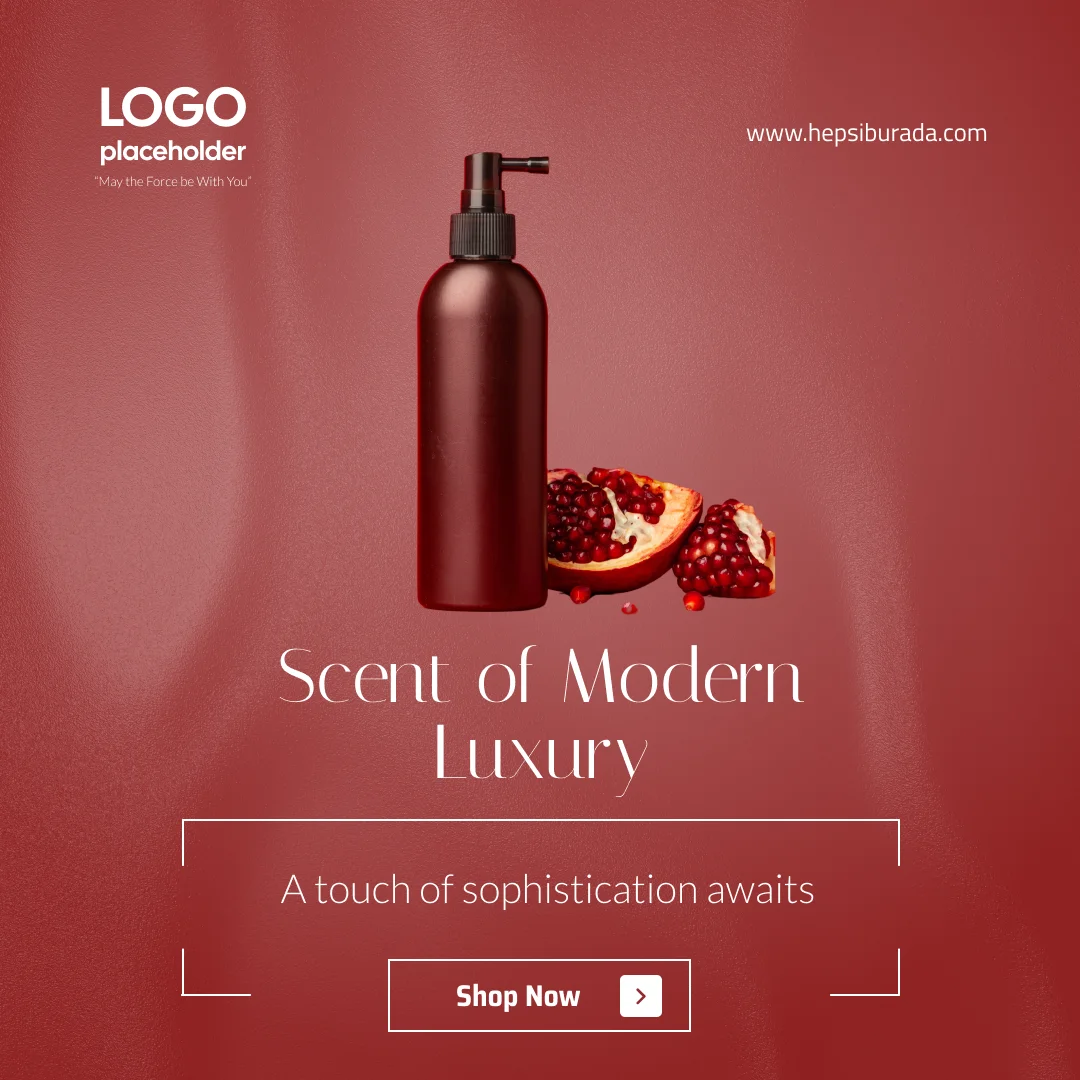 LOGO
placeholder
"May the Force be With You"
www.hepsiburada.com
Scent of Modern
Luxury
A touch of sophistication awaits
Shop Now